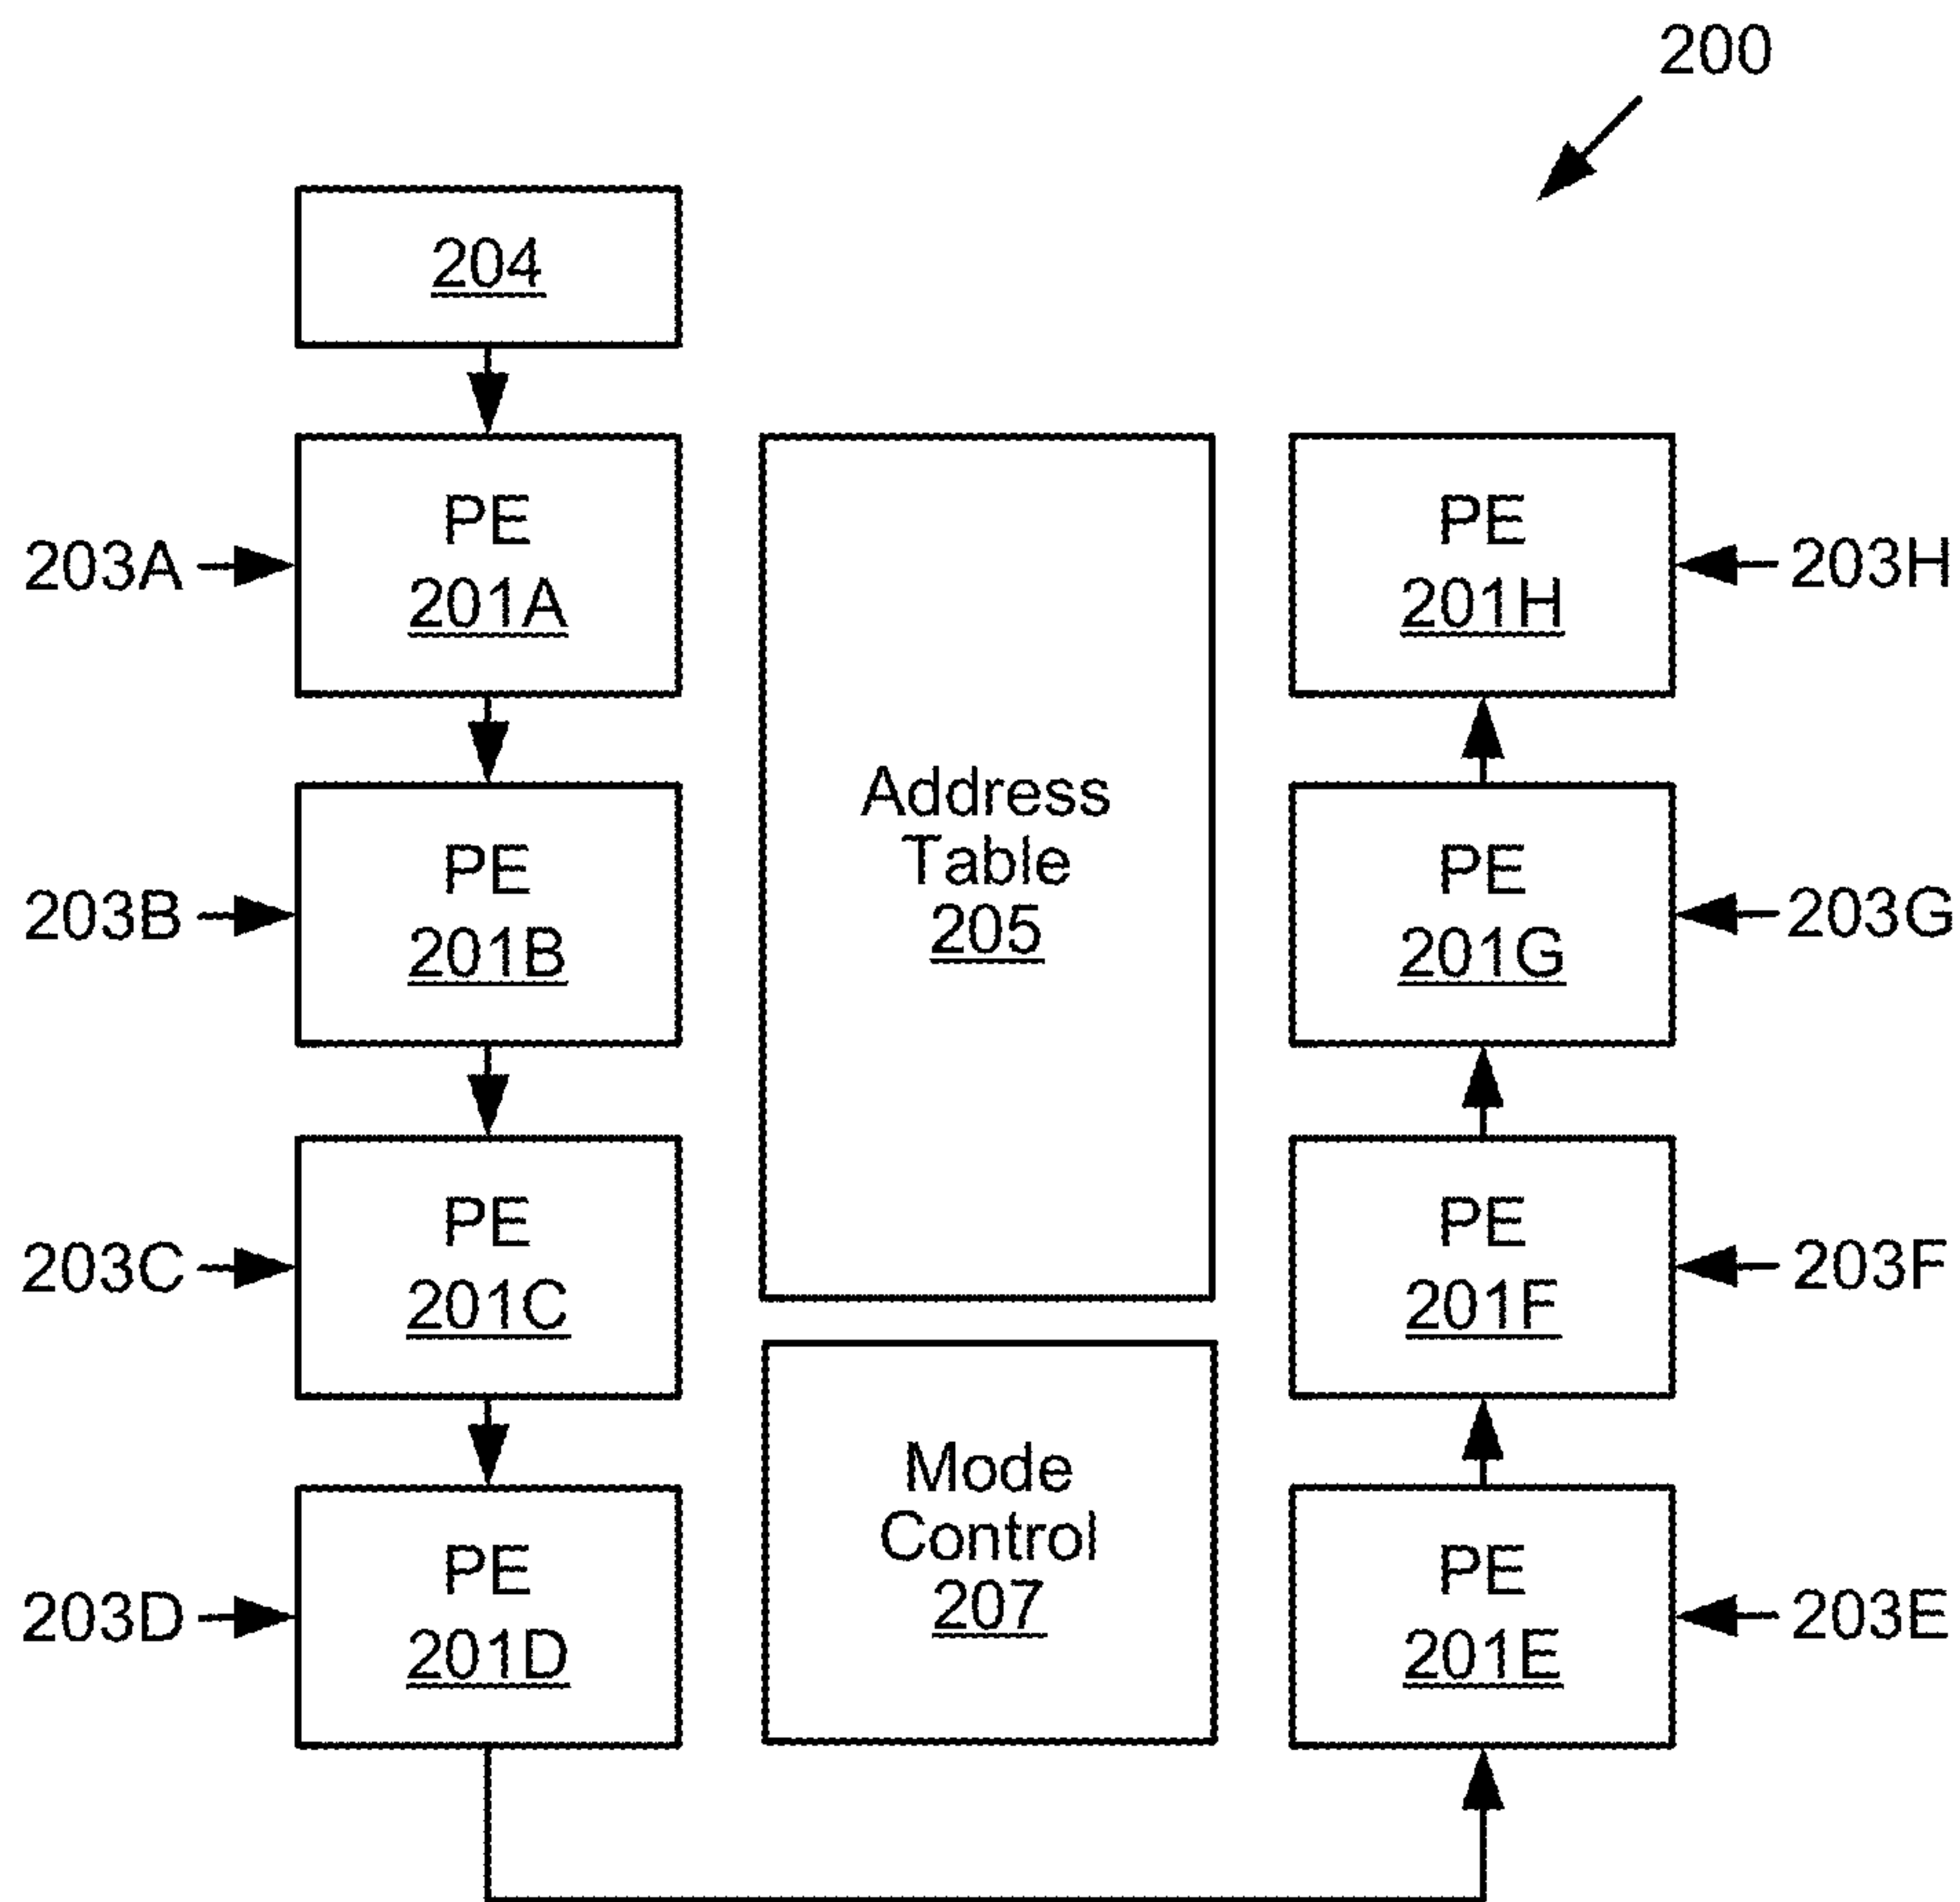 200
204
PE
201A
203A
PE
201B
203B
PE
201C
203C
PE
201D
203D
Address
Table
205
Mode
Control
207
PE
201H
203H
PE
201G
203G
PE
201F
203F
PE
201E
203E